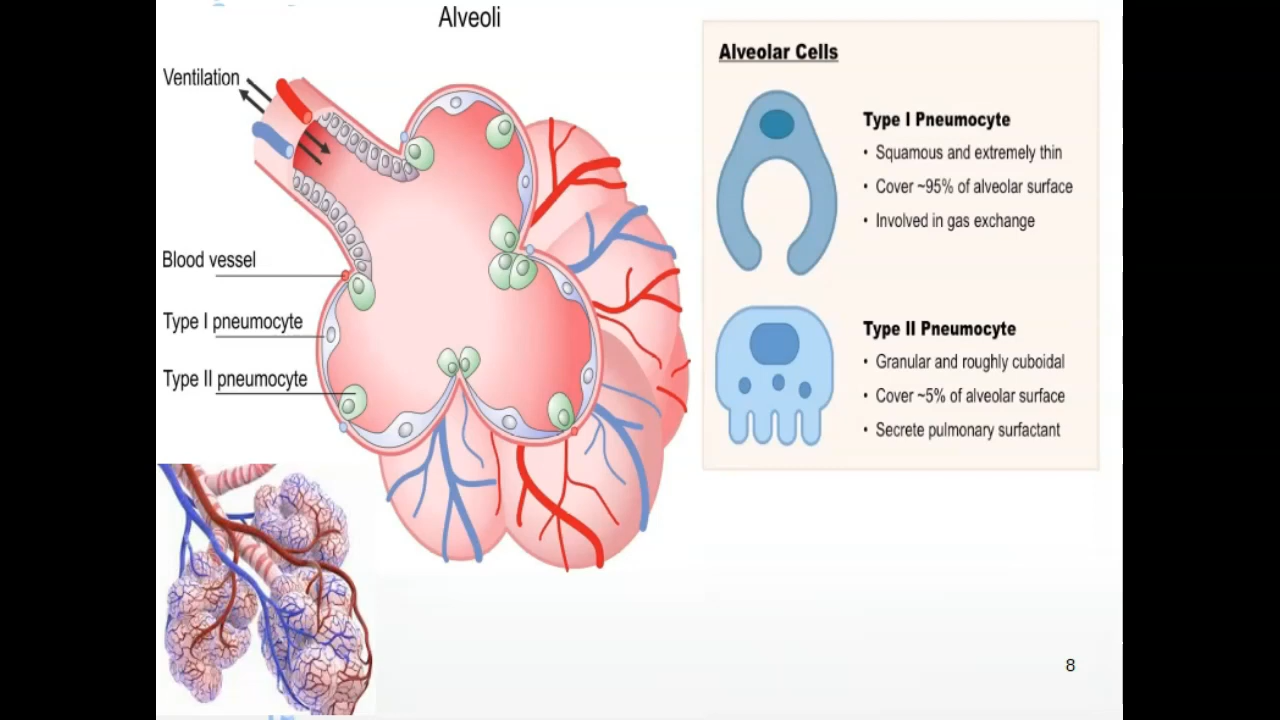 Alveoli
Ventilation
Blood vessel
Type I pneumocyte
Type II pneumocyte
Alveolar Cells
Type I Pneumocyte
• Squamous and extremely thin
• Cover ~95% of alveolar surface
• Involved in gas exchange
Type II Pneumocyte
• Granular and roughly cuboidal
• Cover ~5% of alveolar surface
• Secrete pulmonary surfactant
8